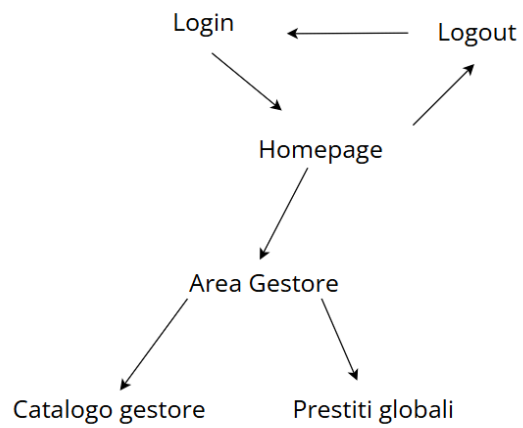 Login
Logout
Homepage
Area Gestore
Catalogo gestore
Prestiti globali